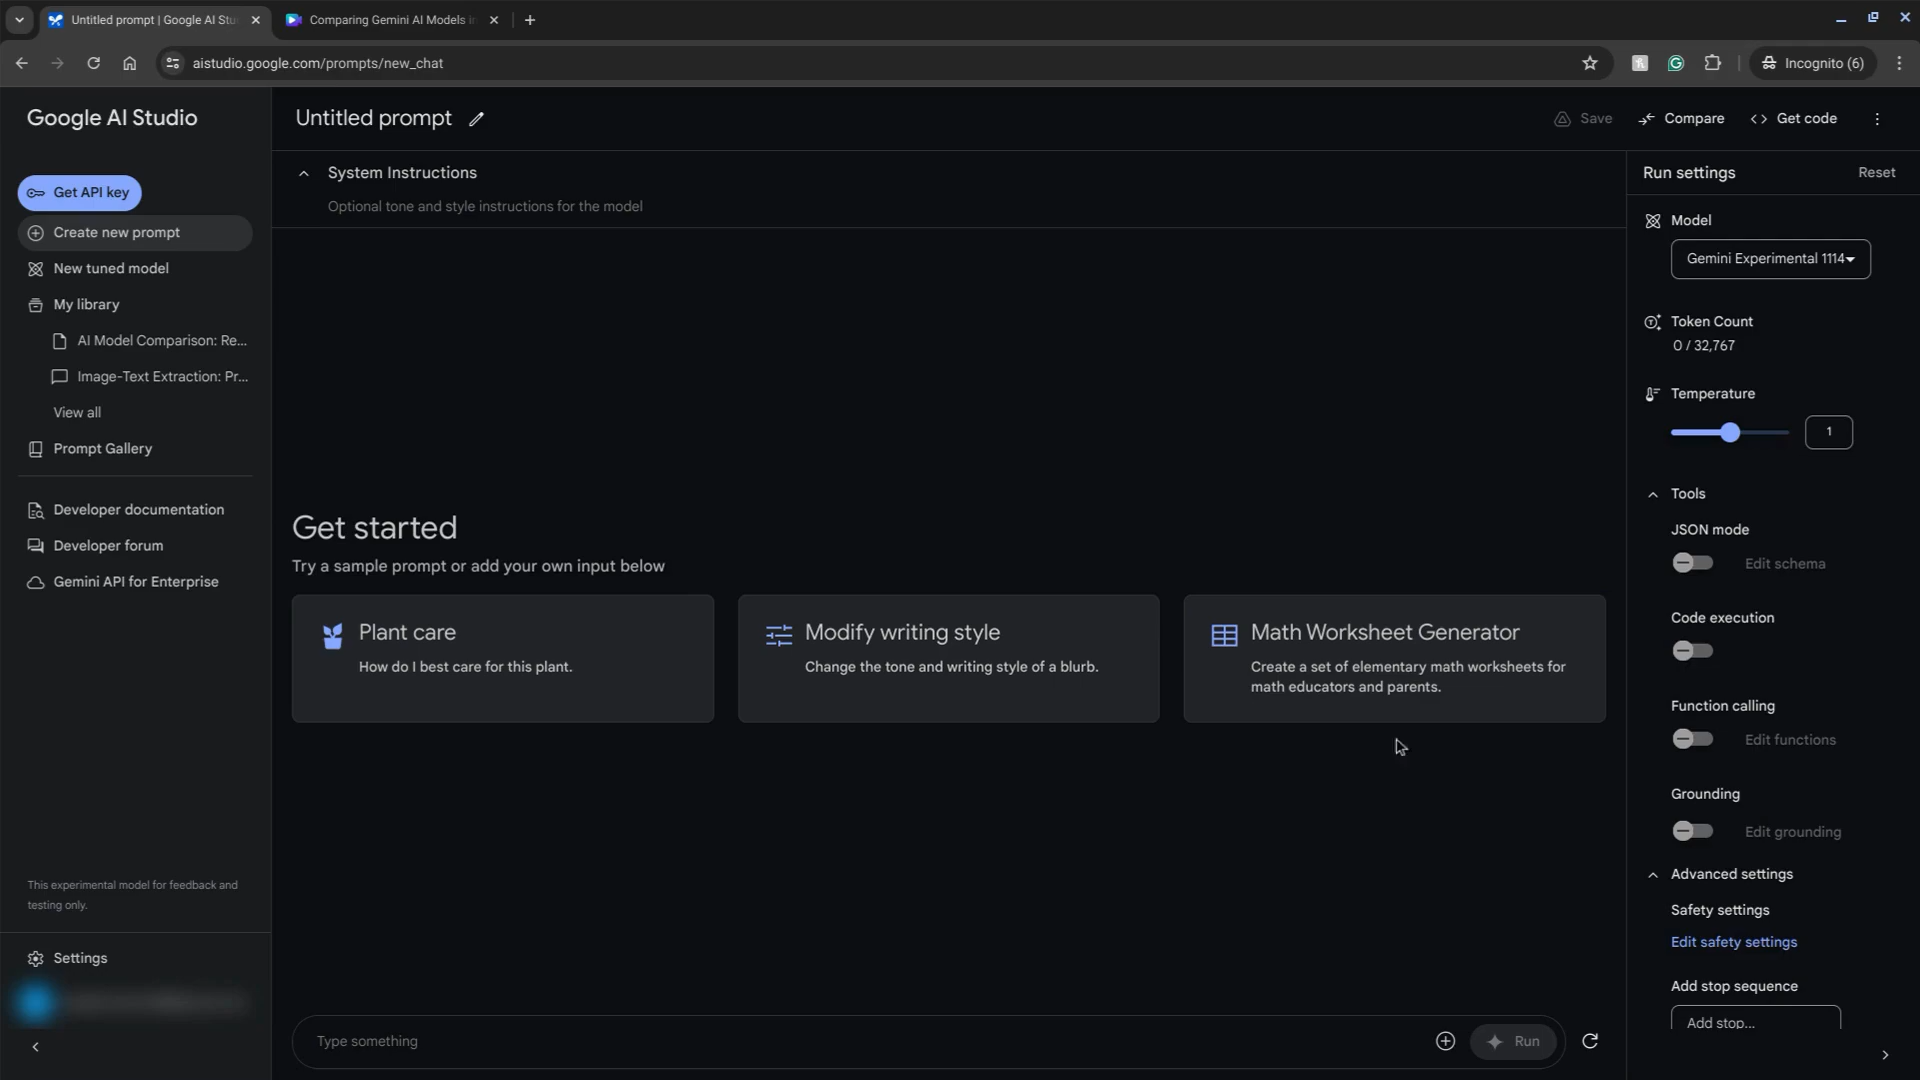 Untitled prompt | Google AI Stu
Comparing Gemini AI Models i
aistudio.google.com/prompts/new_chat
Incognito (6)
Google AI Studio
Get API key
Create new prompt
New tuned model
My library
AI Model Comparison: Re...
Image-Text Extraction: Pr...
View all
Prompt Gallery
Developer documentation
Developer forum
Gemini API for Enterprise
This experimental model for feedback and
testing only.
Settings
Untitled prompt
Save
Compare
Get code
System Instructions
Optional tone and style instructions for the model
Get started
Try a sample prompt or add your own input below
Plant care
How do I best care for this plant.
Modify writing style
Change the tone and writing style of a blurb.
Math Worksheet Generator
Create a set of elementary math worksheets for
math educators and parents.
Type something
Run
Run settings
Reset
Model
Gemini Experimental 1114
Token Count
0 / 32,767
Temperature
1
Tools
JSON mode
Edit schema
Code execution
Function calling
Edit functions
Grounding
Edit grounding
Advanced settings
Safety settings
Edit safety settings
Add stop sequence
Add stop...